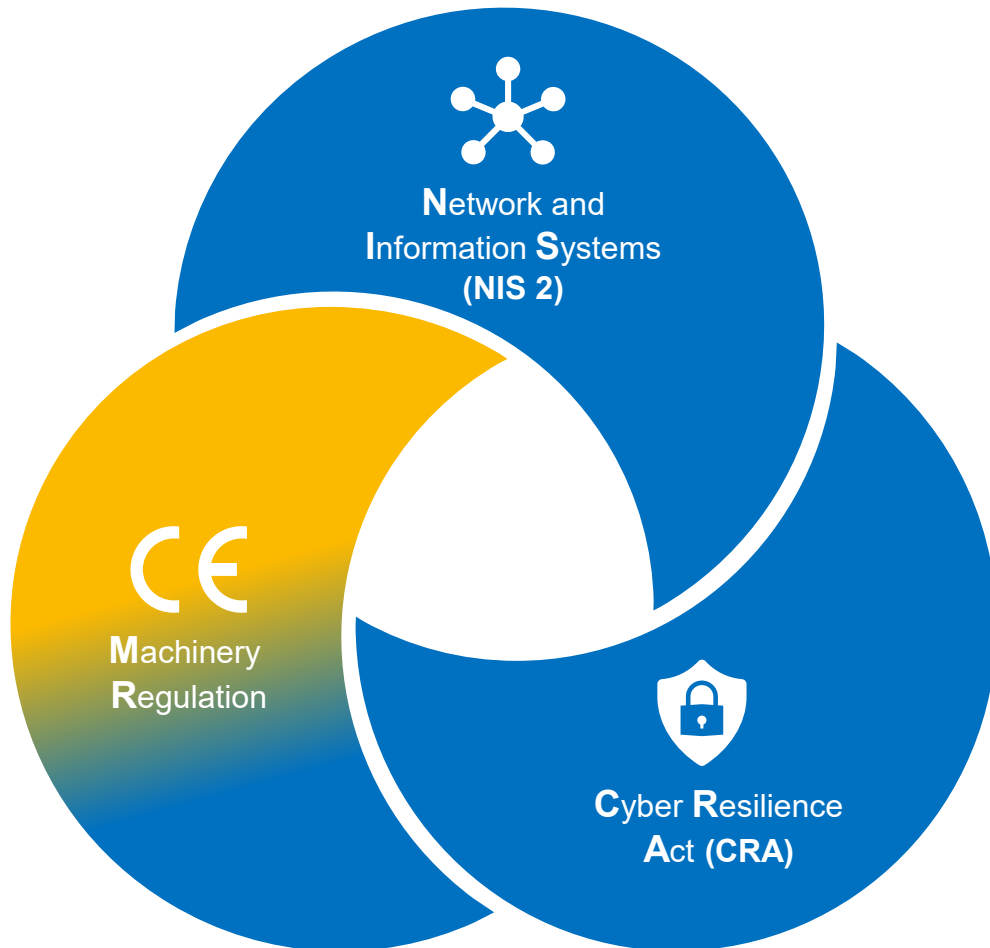 Network and
Information Systems
(NIS 2)
CE
Machinery
Regulation
Cyber Resilience
Act (CRA)